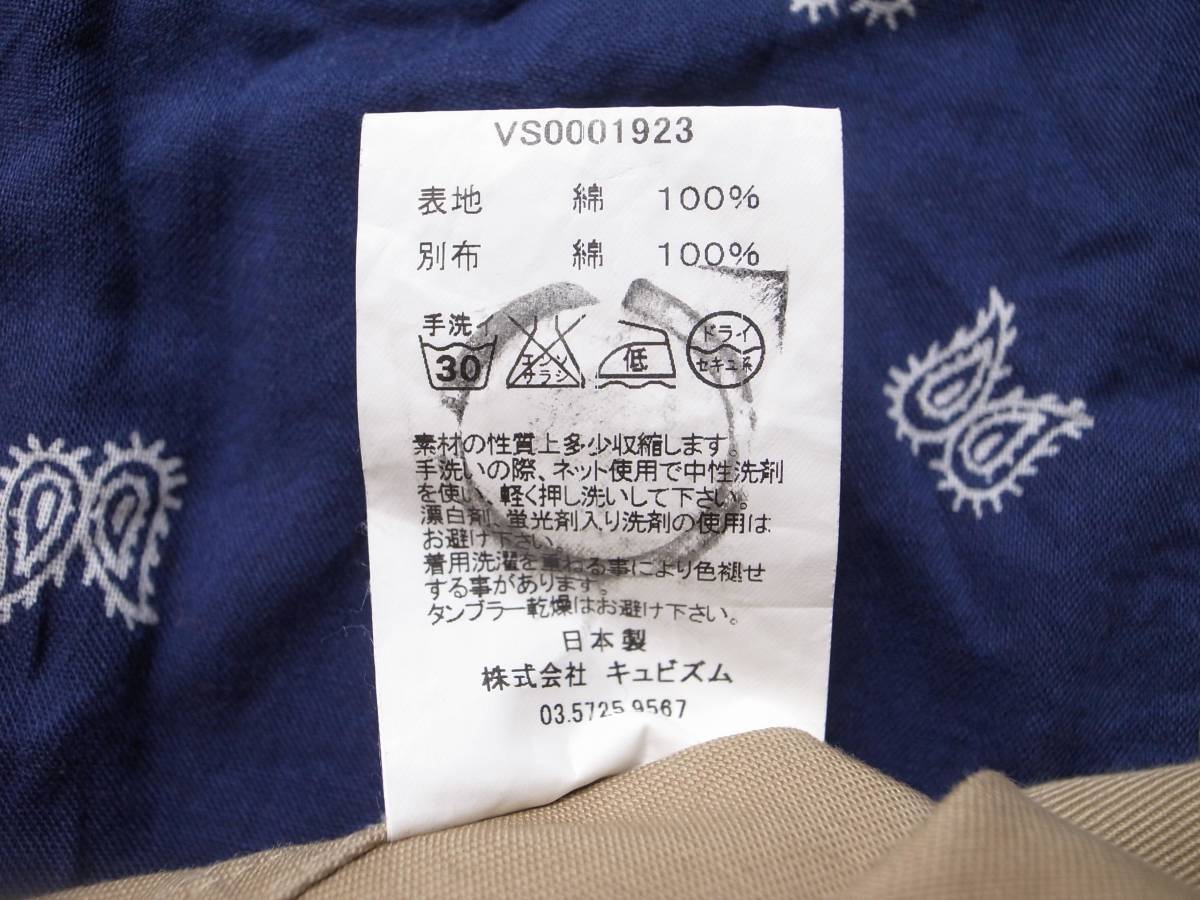 VS0001923
表地 綿 100%
別布 綿 100%
手洗イ 30 エンソ サラシ 低 ドライ セキユ系
素材の性質上多少収縮します。
手洗いの際、ネット使用で中性洗剤
を使い、軽く押し洗いして下さい。
漂白剤、蛍光剤入り洗剤の使用は
お避け下さい。
着用洗濯を重ねる事により色褪せ
する事があります。
タンブラー乾燥はお避け下さい。
日本製
株式会社 キュビズム
03.5725.9567